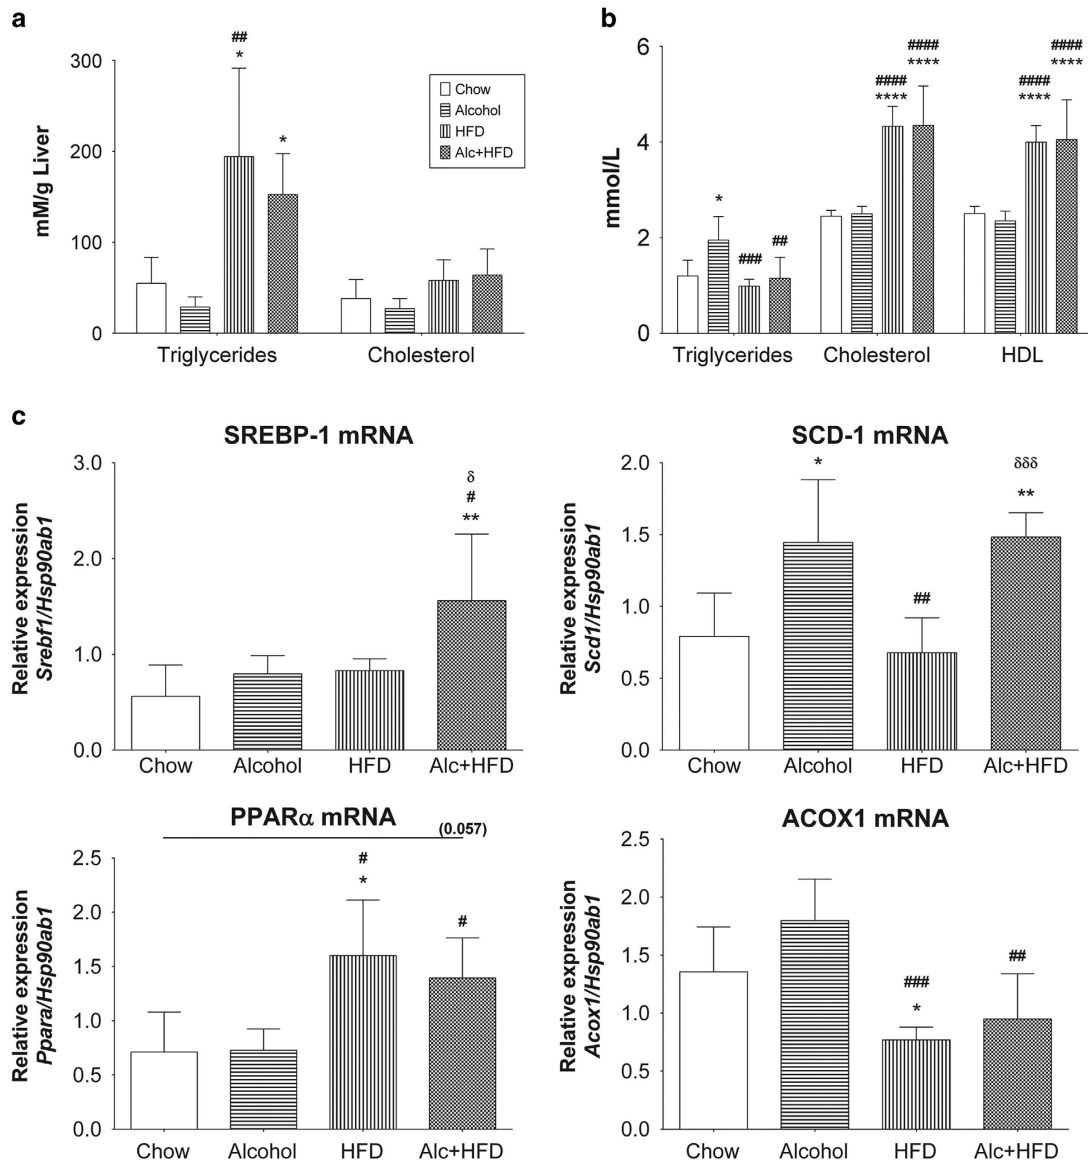 a
##
*
*
300
200
100
0
mM/g Liver
Chow
Alcohol
HFD
Alc+HFD
Triglycerides Cholesterol
b
####
****
####
****
####
****
####
****
*
###
##
6
4
2
0
mmol/L
Triglycerides Cholesterol HDL
c
SREBP-1 mRNA
δ
#
**
3.0
2.0
1.0
0.0
Relative expression
Srebf1/Hsp90ab1
Chow Alcohol HFD Alc+HFD
SCD-1 mRNA
*
##
δδδ
**
2.0
1.5
1.0
0.5
0.0
Relative expression
Scd1/Hsp90ab1
Chow Alcohol HFD Alc+HFD
PPARα mRNA
(0.057)
#
*
#
2.5
2.0
1.5
1.0
0.5
0.0
Relative expression
Ppara/Hsp90ab1
Chow Alcohol HFD Alc+HFD
ACOX1 mRNA
###
*
##
2.5
2.0
1.5
1.0
0.5
0.0
Relative expression
Acox1/Hsp90ab1
Chow Alcohol HFD Alc+HFD